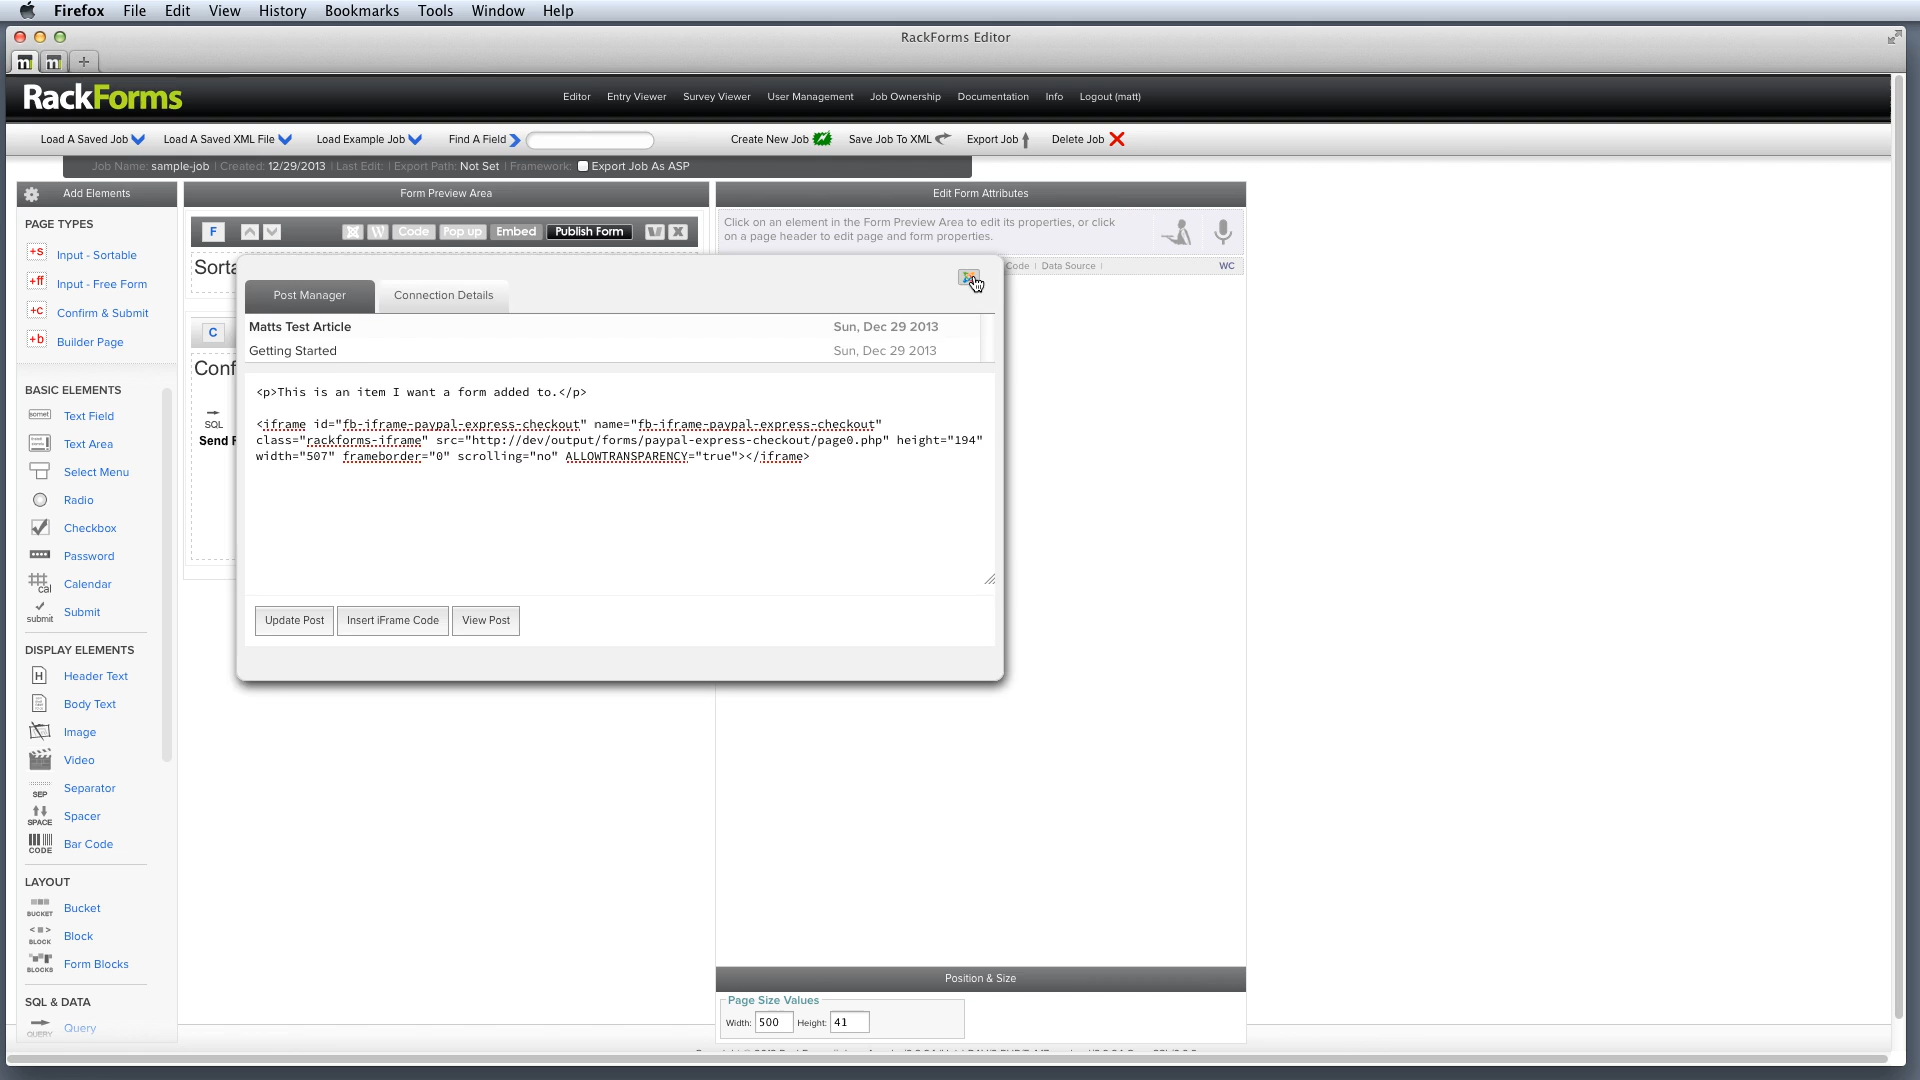 Firefox File Edit View History Bookmarks Tools Window Help
RackForms Editor
RackForms
Editor Entry Viewer Survey Viewer User Management Job Ownership Documentation Info Logout (matt)
Load A Saved Job Load A Saved XML File Load Example Job Find A Field Create New Job Save Job To XML Export Job Delete Job
Job Name: sample-job | Created: 12/29/2013 | Last Edit: | Export Path: Not Set | Framework: Export Job As ASP
Add Elements
Form Preview Area
Edit Form Attributes
PAGE TYPES
+s Input - Sortable
+ff Input - Free Form
+c Confirm & Submit
+b Builder Page
BASIC ELEMENTS
Text Field
Text Area
Select Menu
Radio
Checkbox
Password
cal Calendar
submit Submit
DISPLAY ELEMENTS
H Header Text
Body Text
Image
Video
SEP Separator
SPACE Spacer
CODE Bar Code
LAYOUT
BUCKET Bucket
BLOCK Block
BLOCKS Form Blocks
SQL & DATA
QUERY Query
F Code Pop up Embed Publish Form
Sorta
C
Conf
SQL
Send F
Click on an element in the Form Preview Area to edit its properties, or click
on a page header to edit page and form properties.
Code | Data Source | WC
Post Manager Connection Details
Matts Test Article Sun, Dec 29 2013
Getting Started Sun, Dec 29 2013
<p>This is an item I want a form added to.</p>
<iframe id="fb-iframe-paypal-express-checkout" name="fb-iframe-paypal-express-checkout"
class="rackforms-iframe" src="http://dev/output/forms/paypal-express-checkout/page0.php" height="194"
width="507" frameborder="0" scrolling="no" ALLOWTRANSPARENCY="true"></iframe>
Update Post Insert iFrame Code View Post
Position & Size
Page Size Values
Width: 500 Height: 41